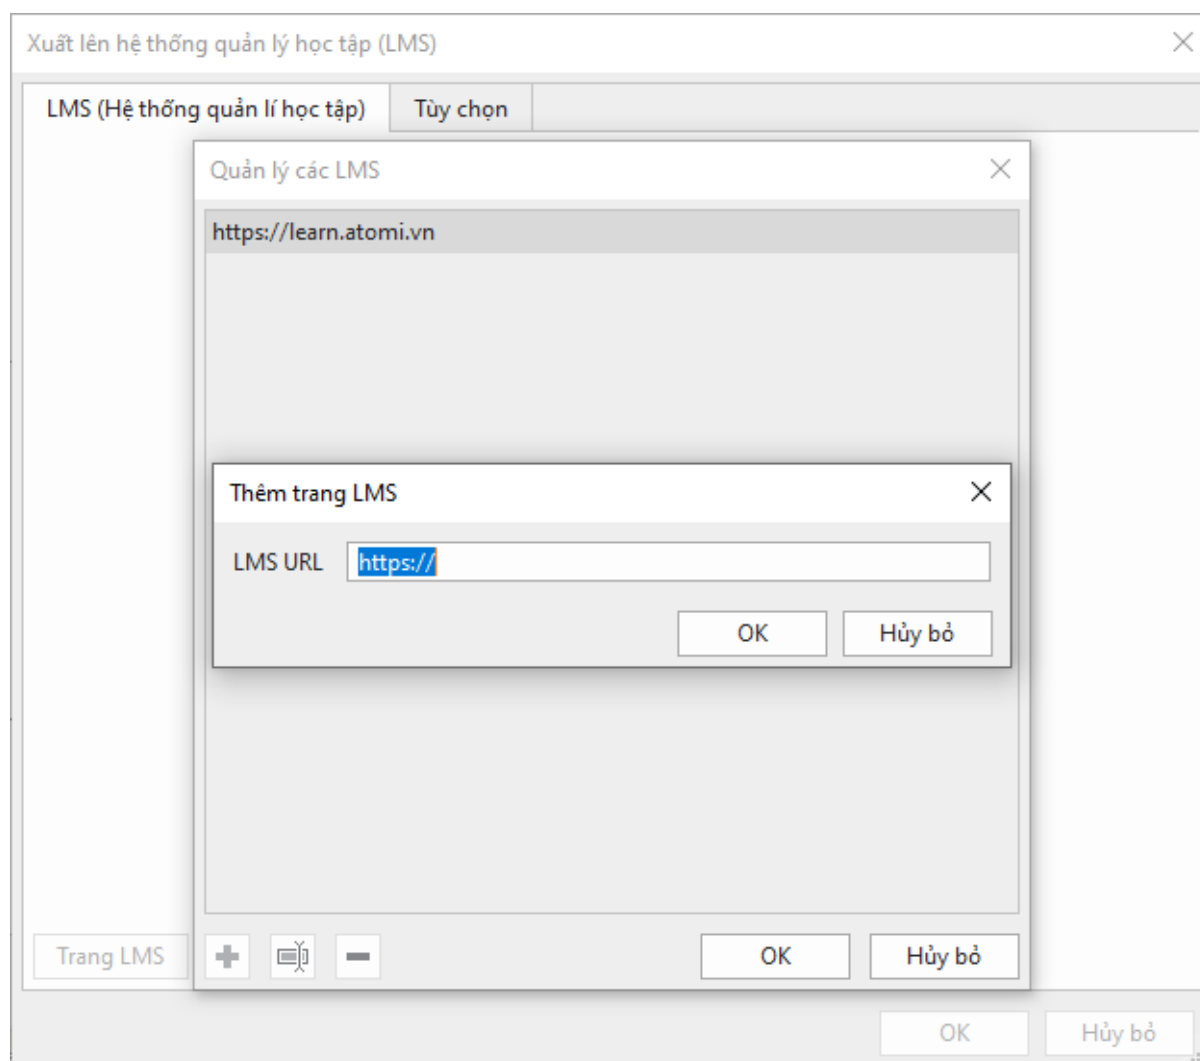 Xuất lên hệ thống quản lý học tập (LMS)
LMS (Hệ thống quản lí học tập) Tùy chọn
Quản lý các LMS
https://learn.atomi.vn
Thêm trang LMS
LMS URL https://
OK Hủy bỏ
Trang LMS OK Hủy bỏ
OK Hủy bỏ